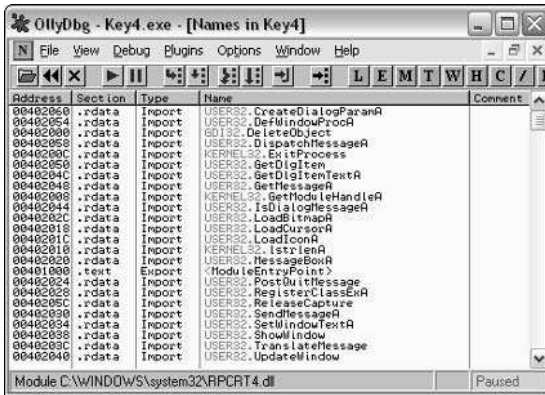 OllyDbg - Key4.exe - [Names in Key4]
N File View Debug Plugins Options Window Help
L E M T W H C /
Address Section Type Name Comment
00402060 .rdata Import USER32.CreateDialogParamA
00402054 .rdata Import USER32.DefWindowProcA
00402000 .rdata Import GDI32.DeleteObject
00402058 .rdata Import USER32.DispatchMessageA
0040200C .rdata Import KERNEL32.ExitProcess
00402050 .rdata Import USER32.GetDlgItem
0040204C .rdata Import USER32.GetDlgItemTextA
00402048 .rdata Import USER32.GetMessageA
00402008 .rdata Import KERNEL32.GetModuleHandleA
00402044 .rdata Import USER32.IsDialogMessageA
0040202C .rdata Import USER32.LoadBitmapA
00402018 .rdata Import USER32.LoadCursorA
0040201C .rdata Import USER32.LoadIconA
00402010 .rdata Import KERNEL32.lstrlenA
00402020 .rdata Import USER32.MessageBoxA
00401000 .text Export <ModuleEntryPoint>
00402024 .rdata Import USER32.PostQuitMessage
00402028 .rdata Import USER32.RegisterClassExA
0040205C .rdata Import USER32.ReleaseCapture
00402030 .rdata Import USER32.SendMessageA
00402034 .rdata Import USER32.SetWindowTextA
00402038 .rdata Import USER32.ShowWindow
0040203C .rdata Import USER32.TranslateMessage
00402040 .rdata Import USER32.UpdateWindow
Module C:\WINDOWS\system32\RPCRT4.dll Paused